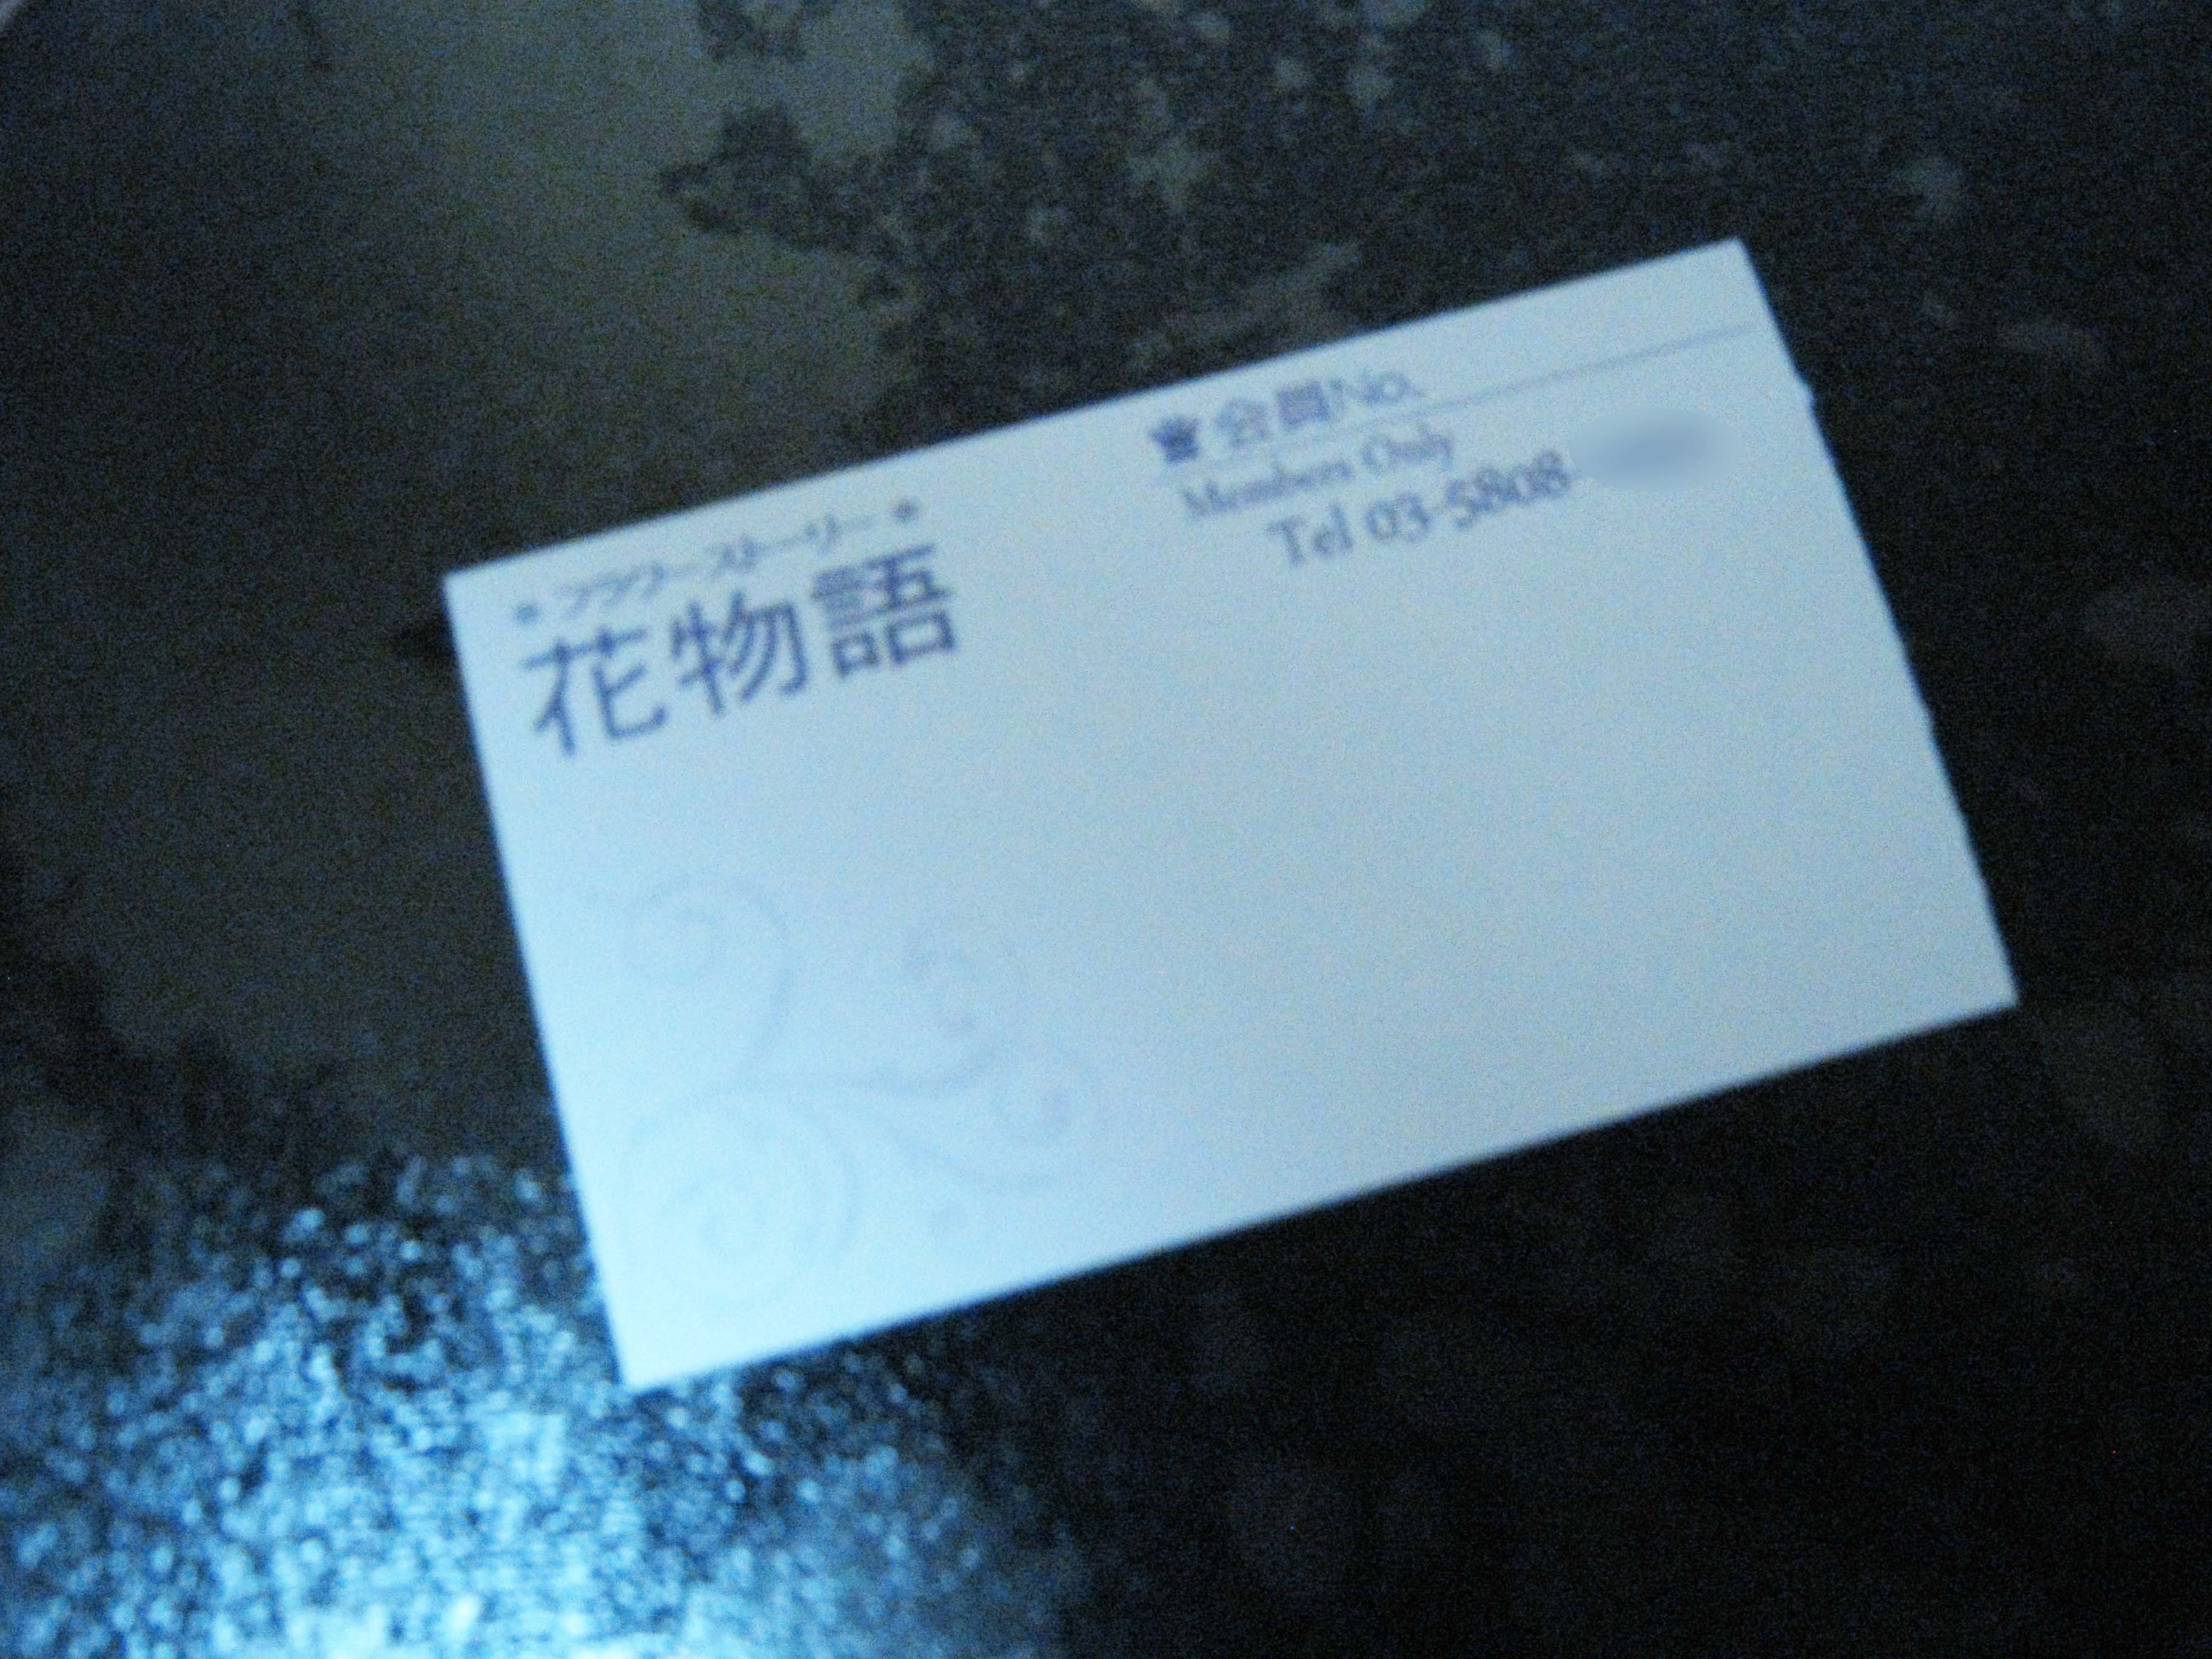 *フラワーストーリー*
花物語
会員No.
Members Only
Tel 03-5808-